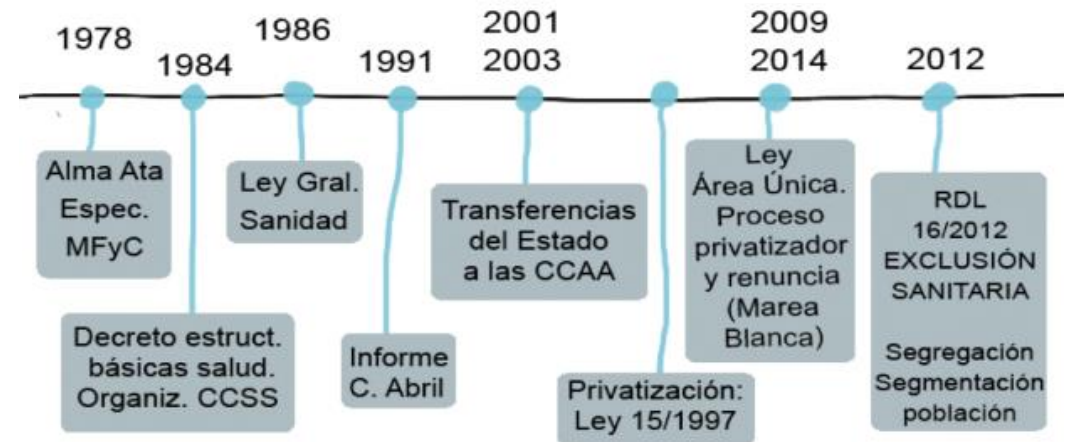 1978
1984
1986
1991
2001
2003
2009
2014
2012
Alma Ata
Espec.
MFyC
Decreto estruct.
básicas salud.
Organiz. CCSS
Ley Gral.
Sanidad
Informe
C. Abril
Transferencias
del Estado
a las CCAA
Privatización:
Ley 15/1997
Ley
Área Única.
Proceso
privatizador
y renuncia
(Marea
Blanca)
RDL
16/2012
EXCLUSIÓN
SANITARIA
Segregación
Segmentación
población